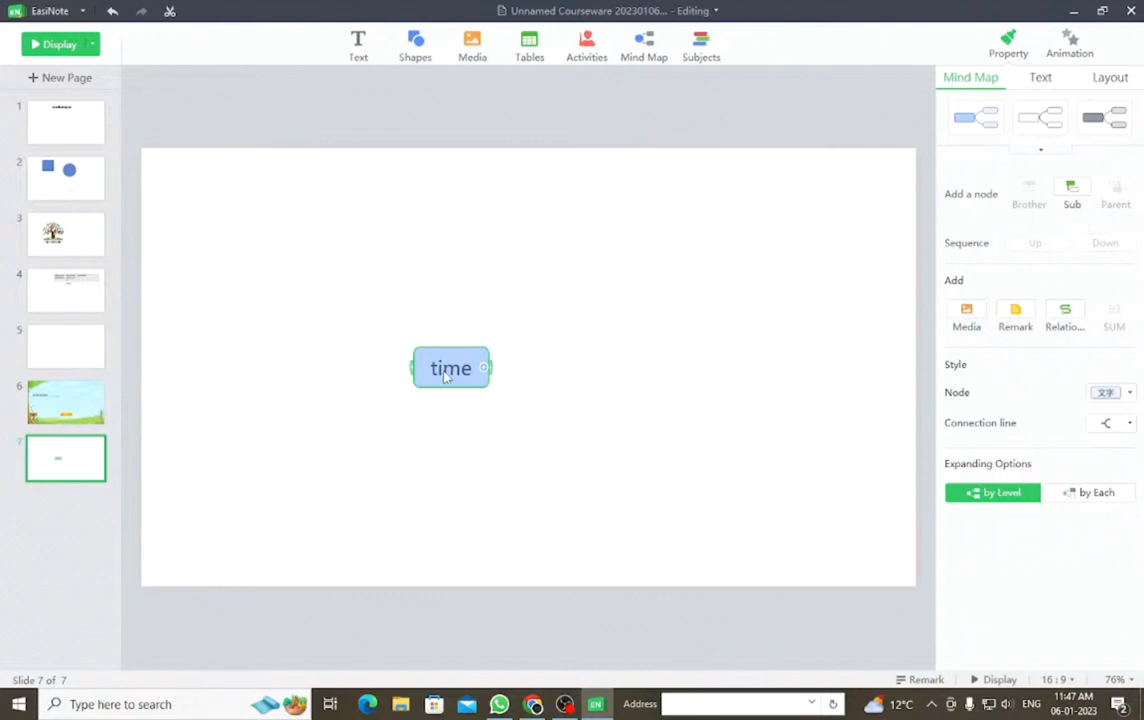 EasiNote
Unnamed Courseware 20230106... - Editing
Display
Text
Shapes
Media
Tables
Activities
Mind Map
Subjects
Property
Animation
+ New Page
Mind Map
Text
Layout
1
2
3
4
5
6
7
Add a node
Brother
Sub
Parent
Sequence
Up
Down
Add
Media
Remark
Relatio...
SUM
time
Style
Node
文字
Connection line
Expanding Options
by Level
by Each
Slide 7 of 7
Remark
Display
16 : 9
76%
Type here to search
Address
12°C
ENG
11:47 AM
06-01-2023
2